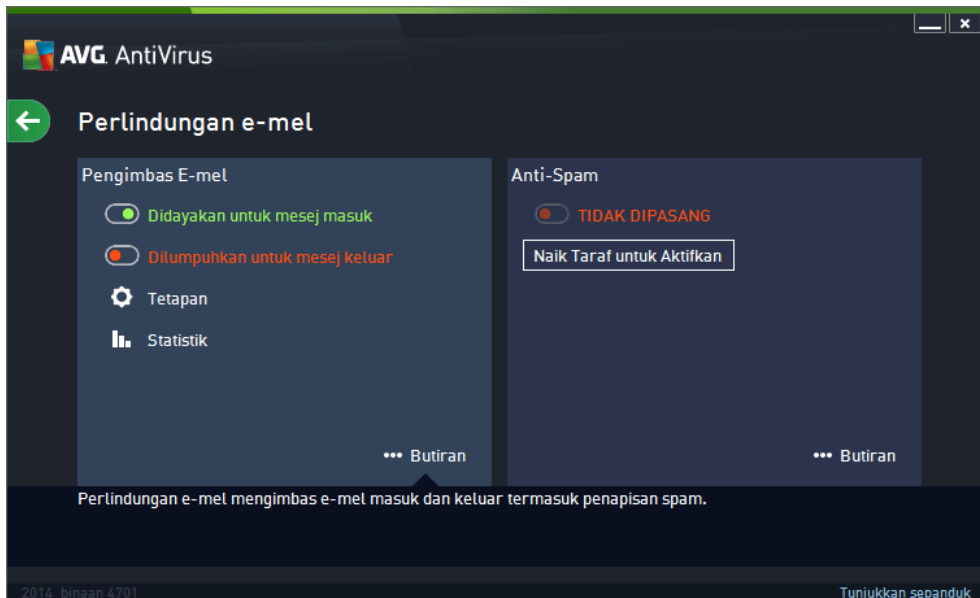 AVG. AntiVirus
Perlindungan e-mel
Pengimbas E-mel
Didayakan untuk mesej masuk
Dilumpuhkan untuk mesej keluar
Tetapan
Statistik
••• Butiran
Anti-Spam
TIDAK DIPASANG
Naik Taraf untuk Aktifkan
••• Butiran
Perlindungan e-mel mengimbas e-mel masuk dan keluar termasuk penapisan spam.
2014 binaan 4701
Tunjukkan sepanduk